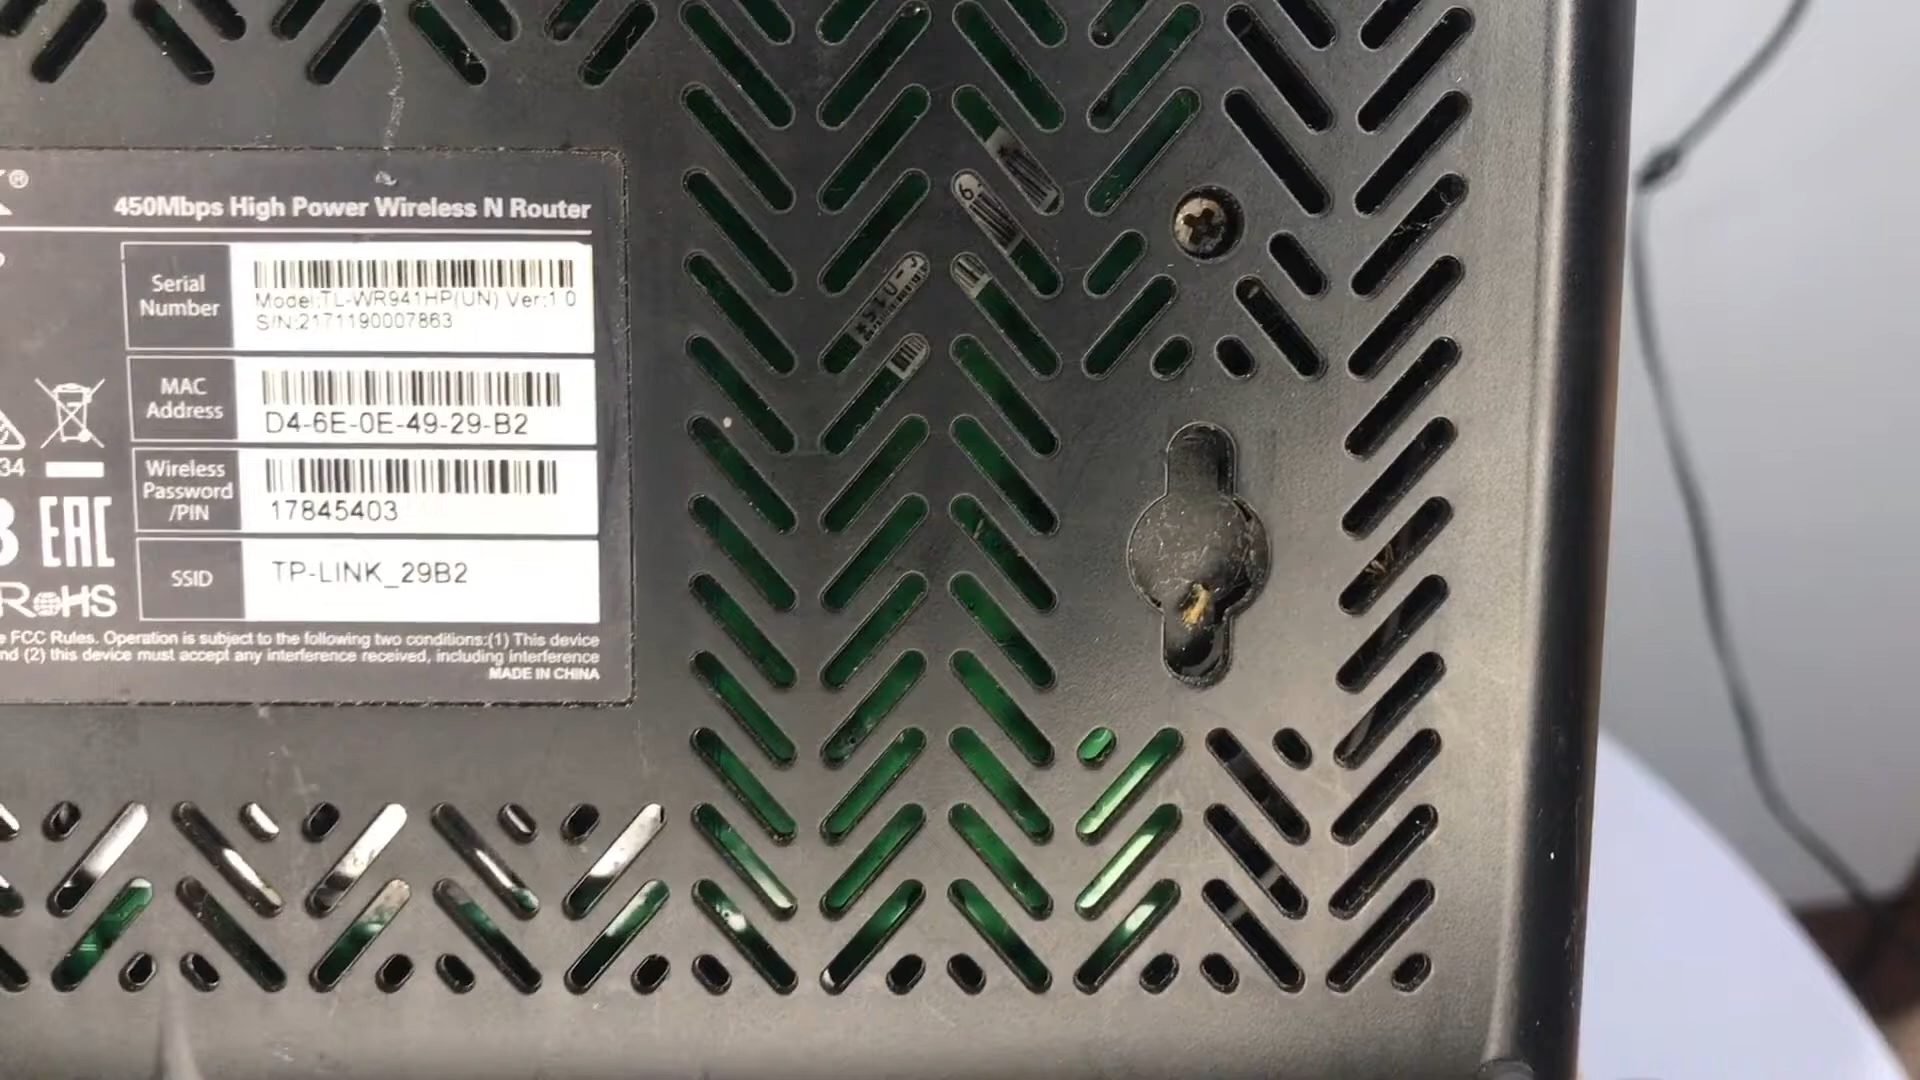 450Mbps High Power Wireless N Router
Serial Number
Model:TL-WR941HP(UN) Ver:1.0
S/N:2171190007863
MAC Address
D4-6E-0E-49-29-B2
Wireless Password /PIN
17845403
SSID
TP-LINK_29B2
34
EAC
RoHS
FCC Rules. Operation is subject to the following two conditions:(1) This device
(2) this device must accept any interference received, including interference
MADE IN CHINA